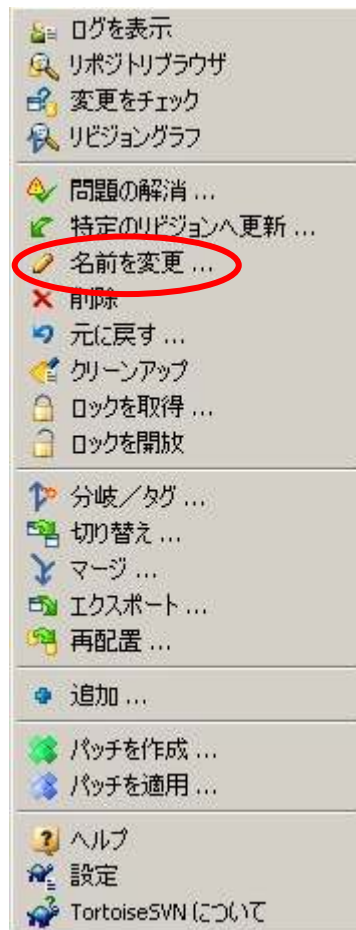 ログを表示
リポジトリブラウザ
変更をチェック
リビジョングラフ
問題の解消 ...
特定のリビジョンへ更新 ...
名前を変更 ...
削除
元に戻す ...
クリーンアップ
ロックを取得 ...
ロックを開放
分岐／タグ ...
切り替え ...
マージ ...
エクスポート ...
再配置 ...
追加 ...
パッチを作成 ...
パッチを適用 ...
ヘルプ
設定
TortoiseSVN について